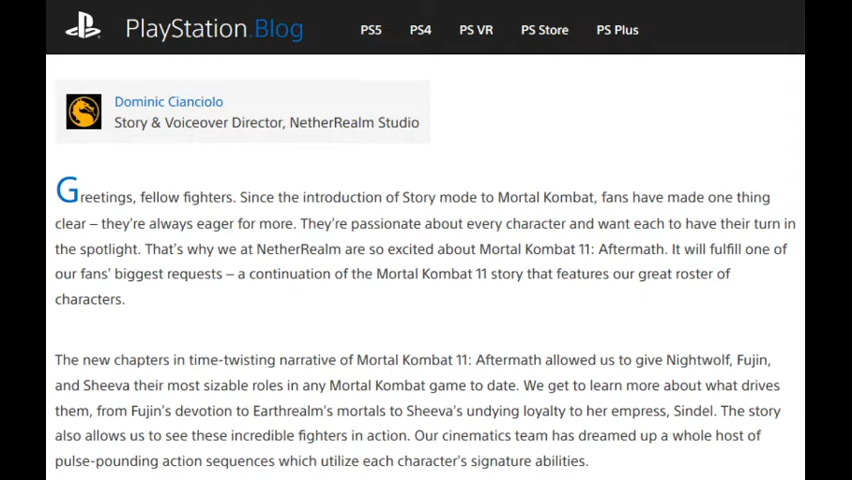 PlayStation.Blog PS5 PS4 PS VR PS Store PS Plus
Dominic Cianciolo
Story & Voiceover Director, NetherRealm Studio
Greetings, fellow fighters. Since the introduction of Story mode to Mortal Kombat, fans have made one thing
clear – they're always eager for more. They're passionate about every character and want each to have their turn in
the spotlight. That's why we at NetherRealm are so excited about Mortal Kombat 11: Aftermath. It will fulfill one of
our fans' biggest requests – a continuation of the Mortal Kombat 11 story that features our great roster of
characters.
The new chapters in time-twisting narrative of Mortal Kombat 11: Aftermath allowed us to give Nightwolf, Fujin,
and Sheeva their most sizable roles in any Mortal Kombat game to date. We get to learn more about what drives
them, from Fujin's devotion to Earthrealm's mortals to Sheeva's undying loyalty to her empress, Sindel. The story
also allows us to see these incredible fighters in action. Our cinematics team has dreamed up a whole host of
pulse-pounding action sequences which utilize each character's signature abilities.